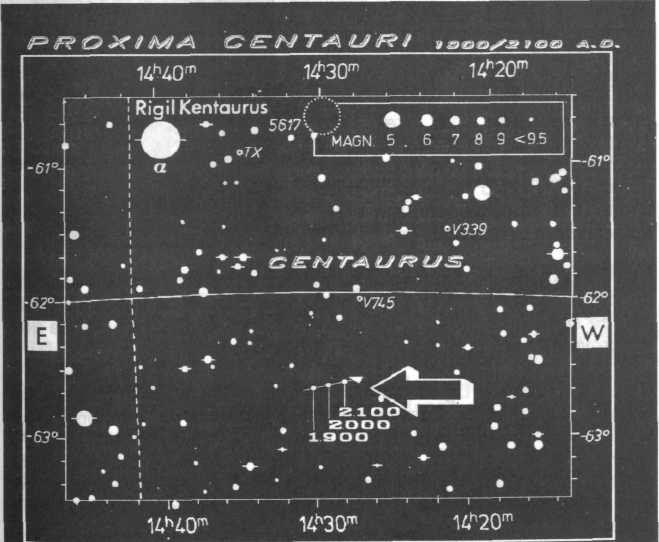 PROXIMA CENTAURI 1900/2100 A.D.
14h40m 14h30m 14h20m
Rigil Kentaurus
5617
MAGN. 5 6 7 8 9 <9.5
-61° α TX -61°
V339
CENTAURUS
-62° V745 -62°
E W
2100
2000
1900
-63° -63°
14h40m 14h30m 14h20m